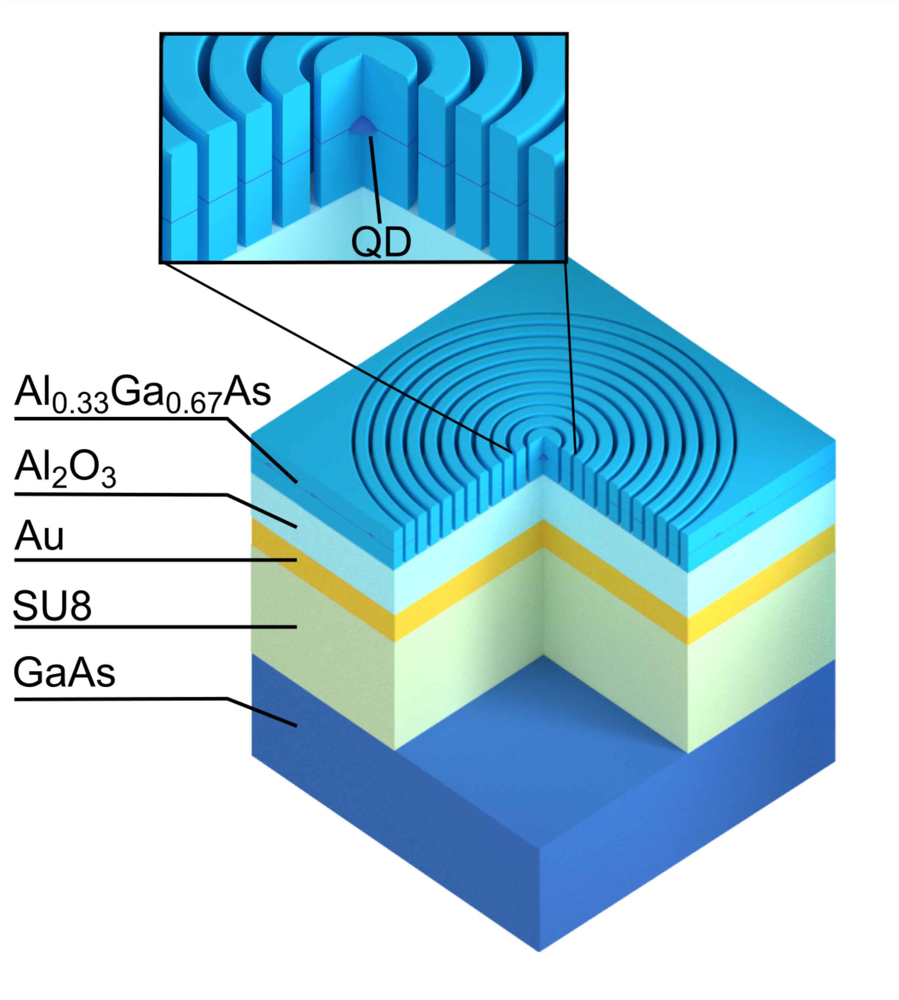 QD
Al₀.₃₃Ga₀.₆₇As
Al₂O₃
Au
SU8
GaAs